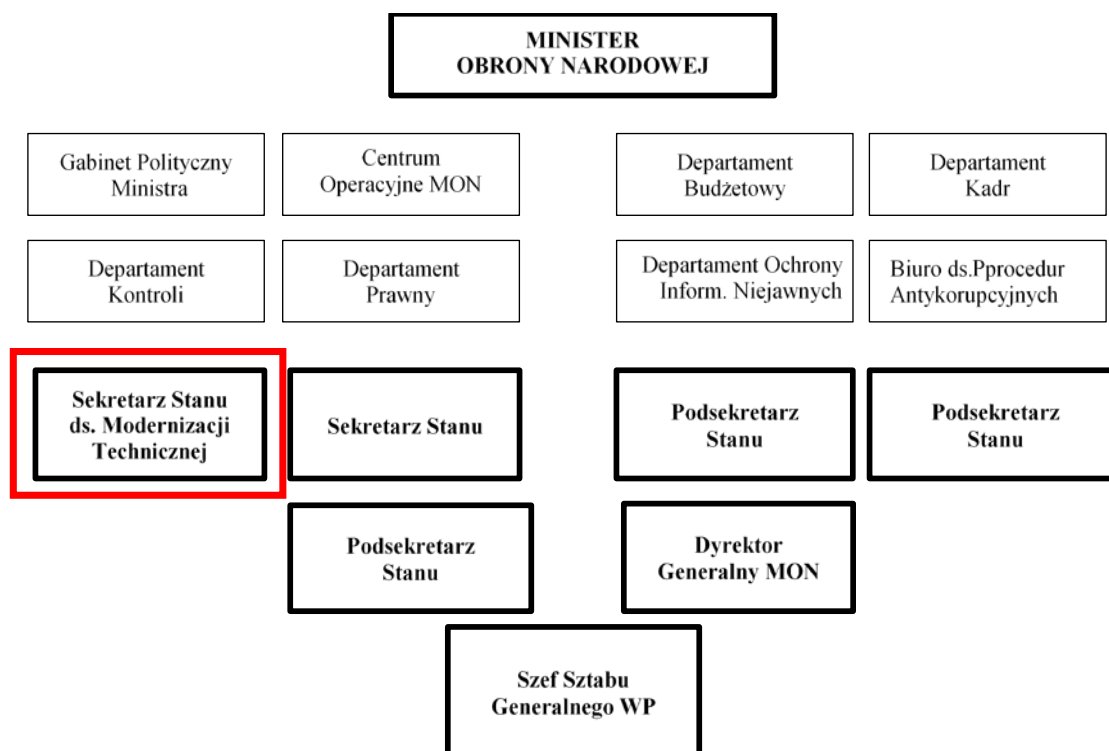 MINISTER
OBRONY NARODOWEJ
Gabinet Polityczny
Ministra
Centrum
Operacyjne MON
Departament
Budżetowy
Departament
Kadr
Departament
Kontroli
Departament
Prawny
Departament Ochrony
Inform. Niejawnych
Biuro ds.Pprocedur
Antykorupcyjnych
Sekretarz Stanu
ds. Modernizacji
Technicznej
Sekretarz Stanu
Podsekretarz
Stanu
Podsekretarz
Stanu
Podsekretarz
Stanu
Dyrektor
Generalny MON
Szef Sztabu
Generalnego WP